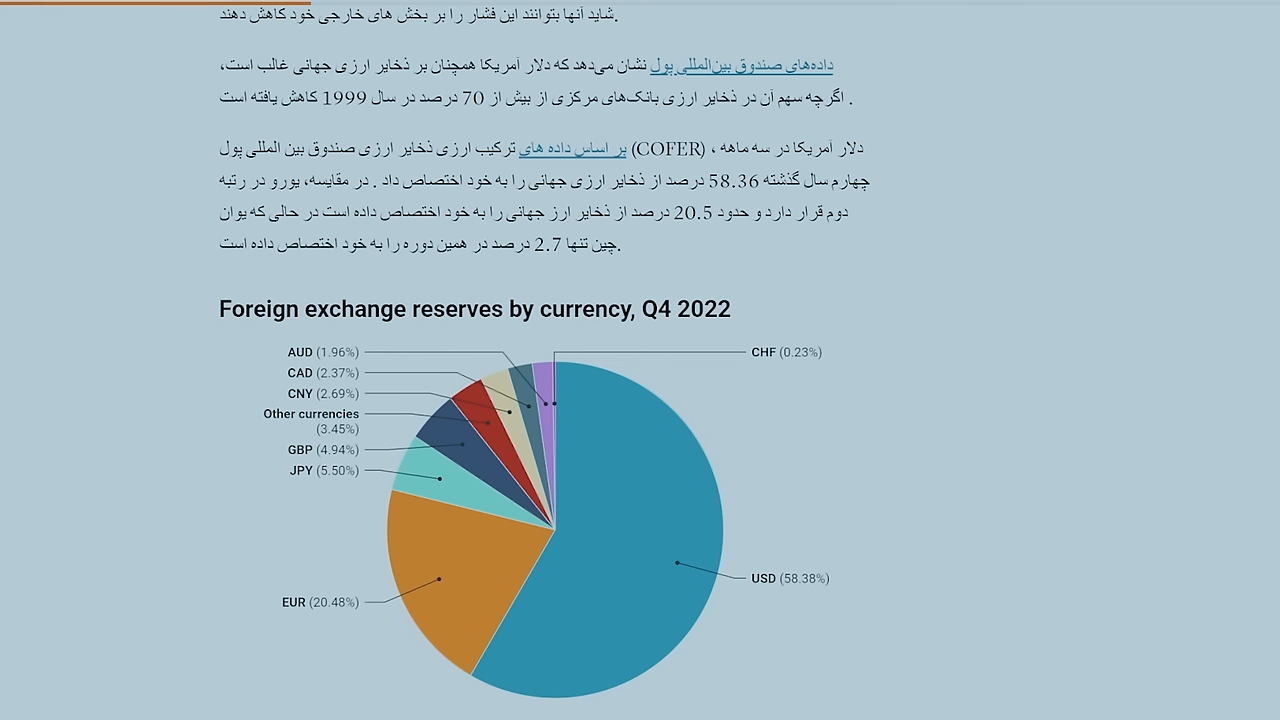 شاید آنها بتوانند این فشار را بر بخش های خارجی خود کاهش دهند.
داده‌های صندوق بین‌المللی پول نشان می‌دهد که دلار آمریکا همچنان بر ذخایر ارزی جهانی غالب است،
اگرچه سهم آن در ذخایر ارزی بانک‌های مرکزی از بیش از 70 درصد در سال 1999 کاهش یافته است .
دلار آمریکا در سه ماهه ، (COFER) بر اساس داده های ترکیب ارزی ذخایر ارزی صندوق بین المللی پول
چهارم سال گذشته 58.36 درصد از ذخایر ارزی جهانی را به خود اختصاص داد . در مقایسه، یورو در رتبه
دوم قرار دارد و حدود 20.5 درصد از ذخایر ارز جهانی را به خود اختصاص داده است در حالی که یوان
چین تنها 2.7 درصد در همین دوره را به خود اختصاص داده است.
Foreign exchange reserves by currency, Q4 2022
AUD (1.96%)
CHF (0.23%)
CAD (2.37%)
CNY (2.69%)
Other currencies
(3.45%)
GBP (4.94%)
JPY (5.50%)
USD (58.38%)
EUR (20.48%)